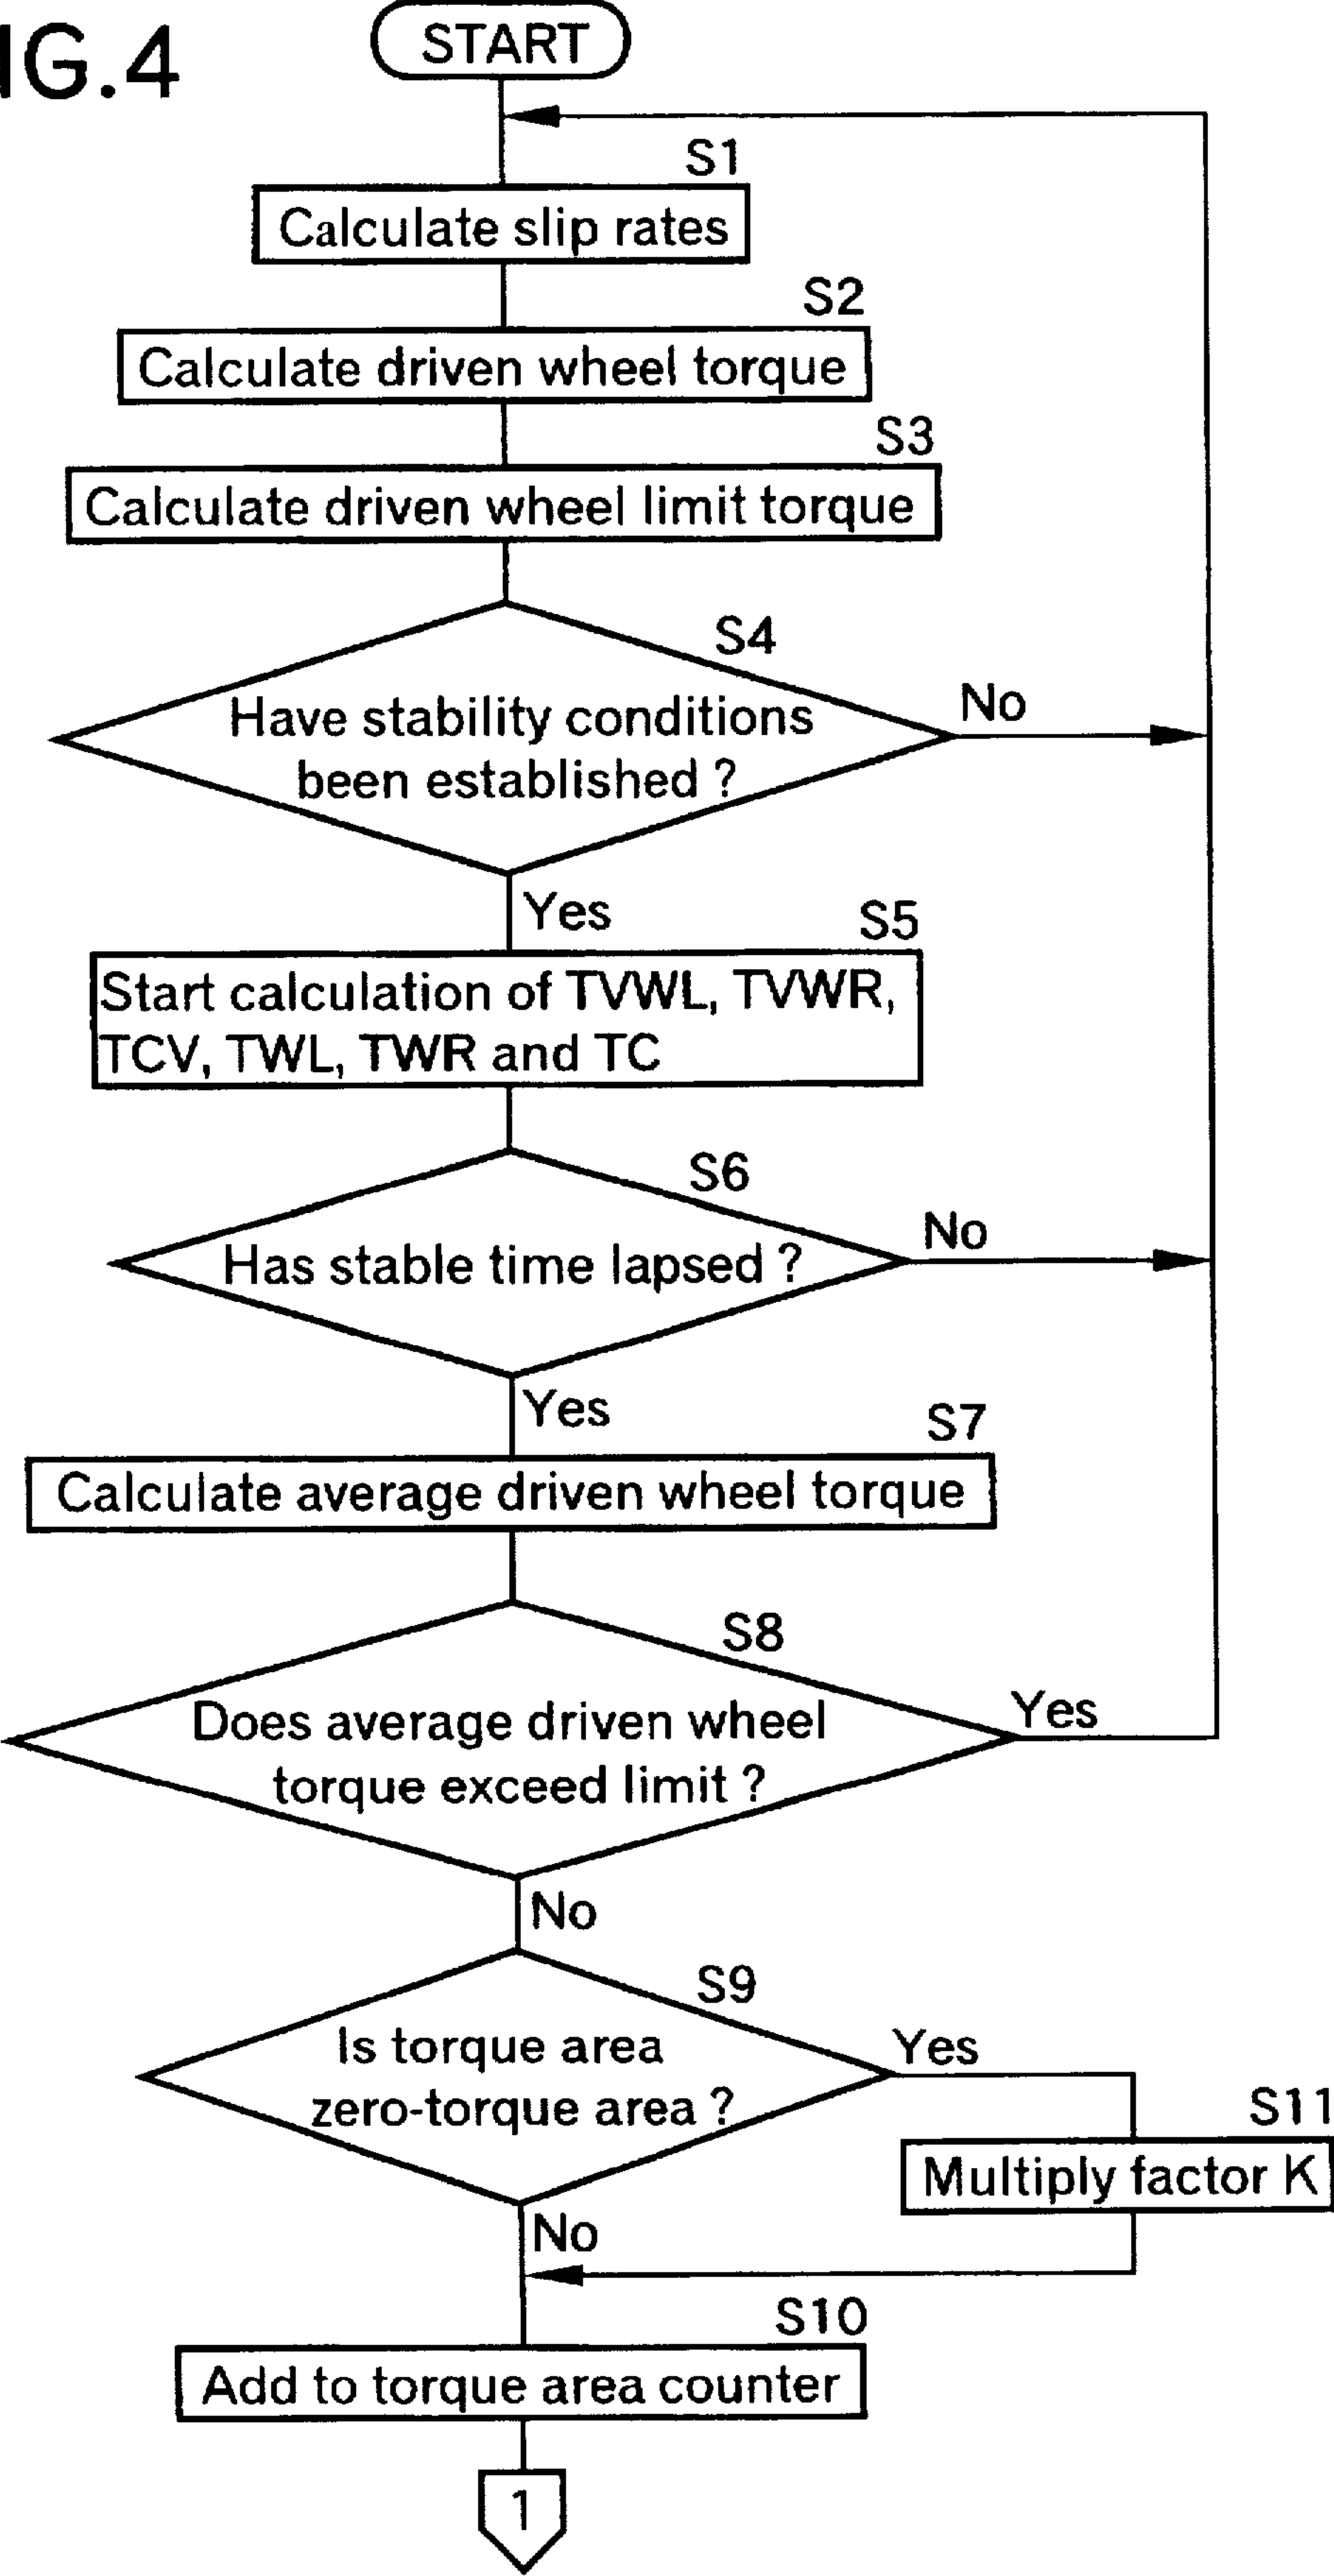 IG.4
START
S1
Calculate slip rates
S2
Calculate driven wheel torque
S3
Calculate driven wheel limit torque
S4
Have stability conditions
been established ?
No
Yes
S5
Start calculation of TVWL, TVWR,
TCV, TWL, TWR and TC
S6
Has stable time lapsed ?
No
Yes
S7
Calculate average driven wheel torque
S8
Does average driven wheel
torque exceed limit ?
Yes
No
S9
Is torque area
zero-torque area ?
Yes
S11
Multiply factor K
No
S10
Add to torque area counter
1